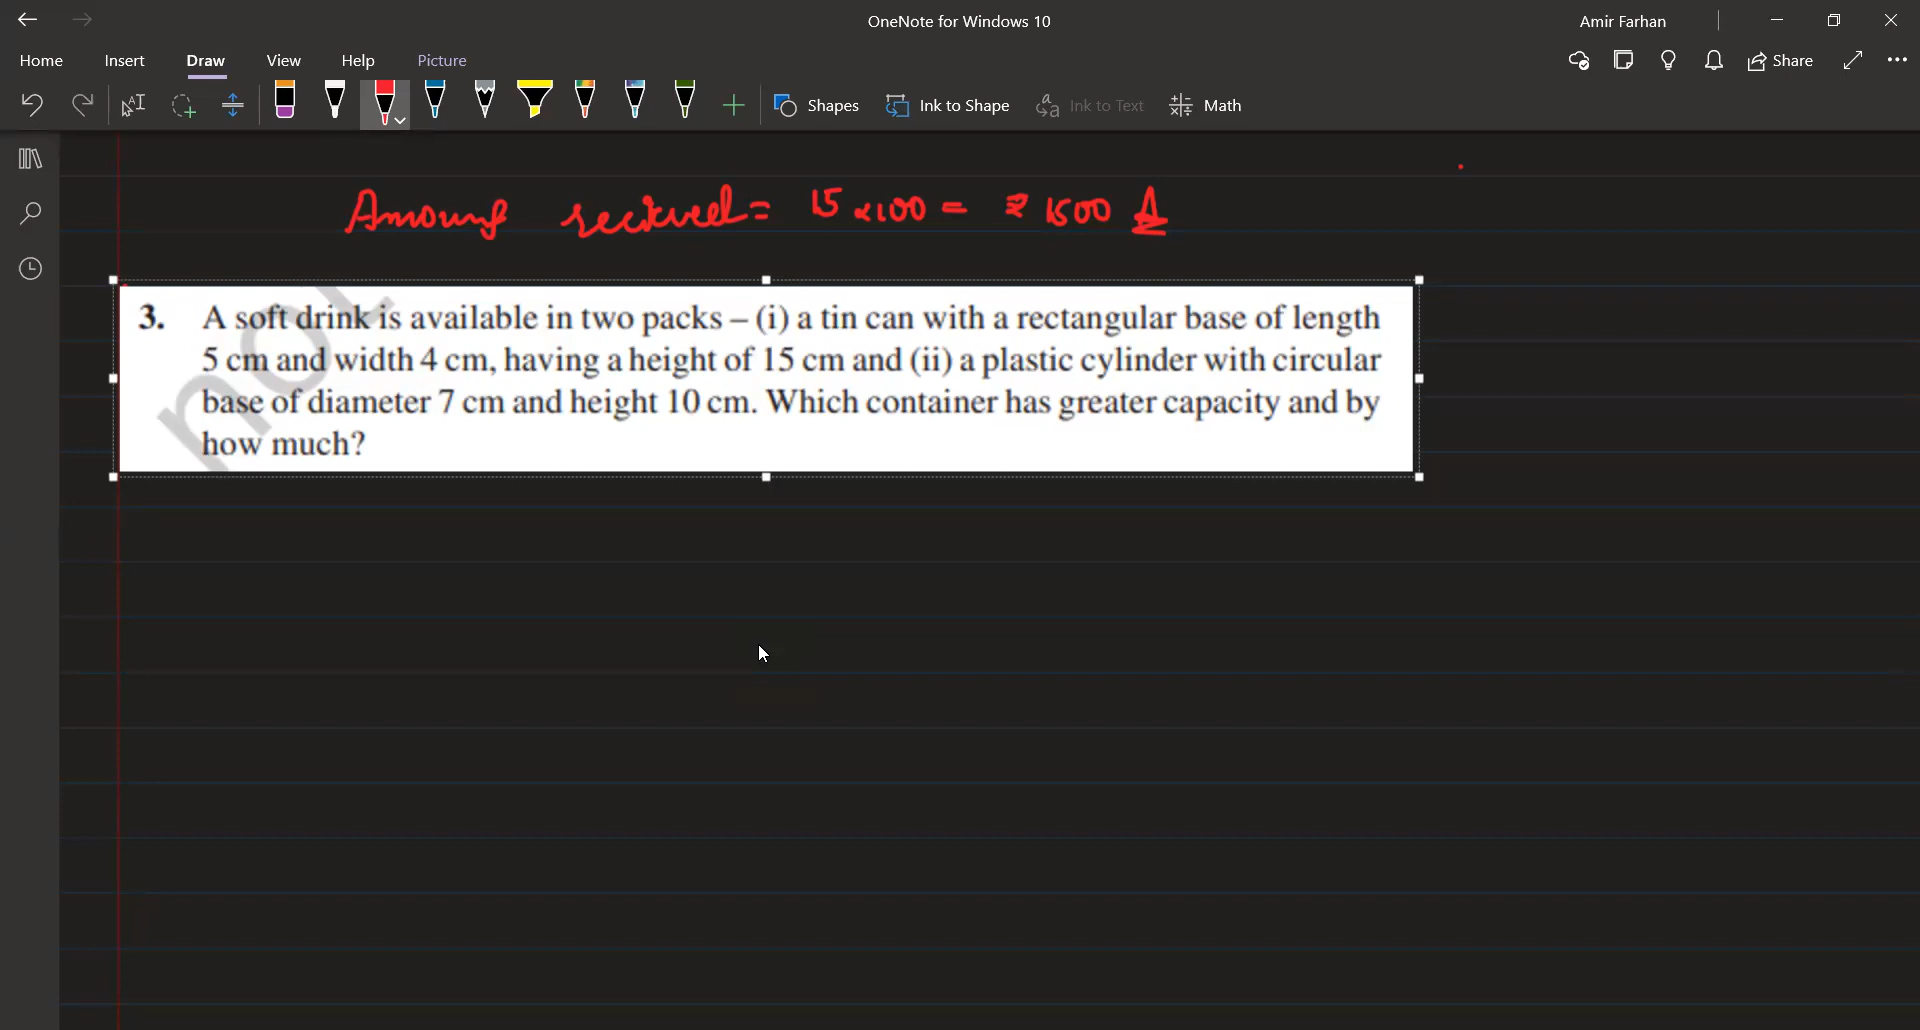 OneNote for Windows 10
Amir Farhan
Home Insert Draw View Help Picture
Share
Shapes Ink to Shape Ink to Text Math
Amount recieved = 15 × 100 = ₹ 1500 A
3. A soft drink is available in two packs – (i) a tin can with a rectangular base of length
5 cm and width 4 cm, having a height of 15 cm and (ii) a plastic cylinder with circular
base of diameter 7 cm and height 10 cm. Which container has greater capacity and by
how much?
not